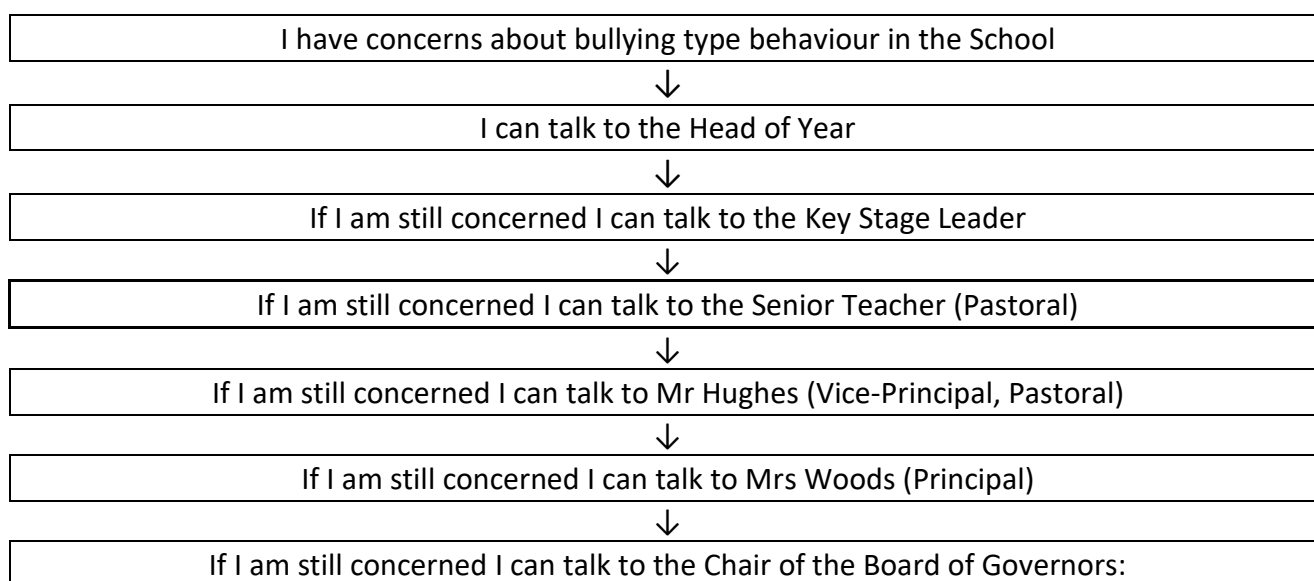 I have concerns about bullying type behaviour in the School
↓
I can talk to the Head of Year
↓
If I am still concerned I can talk to the Key Stage Leader
↓
If I am still concerned I can talk to the Senior Teacher (Pastoral)
↓
If I am still concerned I can talk to Mr Hughes (Vice-Principal, Pastoral)
↓
If I am still concerned I can talk to Mrs Woods (Principal)
↓
If I am still concerned I can talk to the Chair of the Board of Governors: